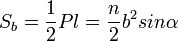 S_b = \frac{1}{2}Pl = \frac{n}{2}b^2 sin\alpha